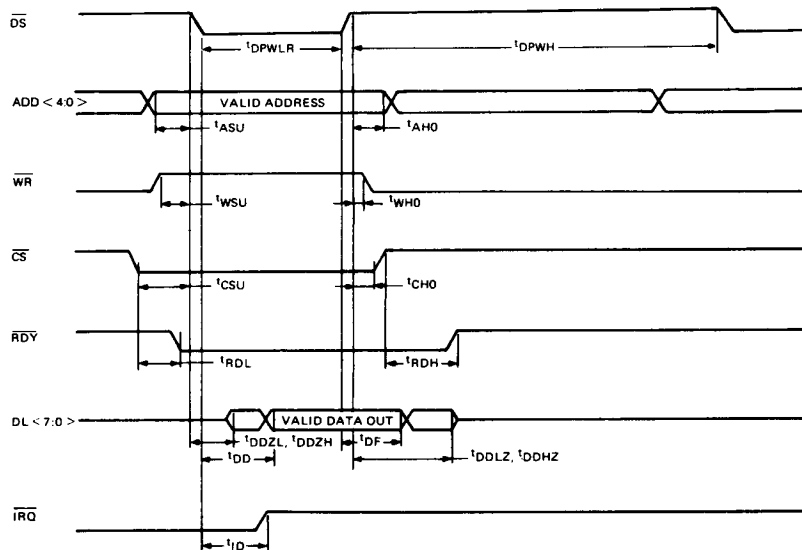 DS
tDPWLR
tDPWH
ADD < 4:0 >
VALID ADDRESS
tASU
tAH0
WR
tWSU
tWH0
CS
tCSU
tCH0
RDY
tRDL
tRDH
DL < 7:0 >
VALID DATA OUT
tDDZL, tDDZH
tDF
tDD
tDDLZ, tDDHZ
IRQ
tID